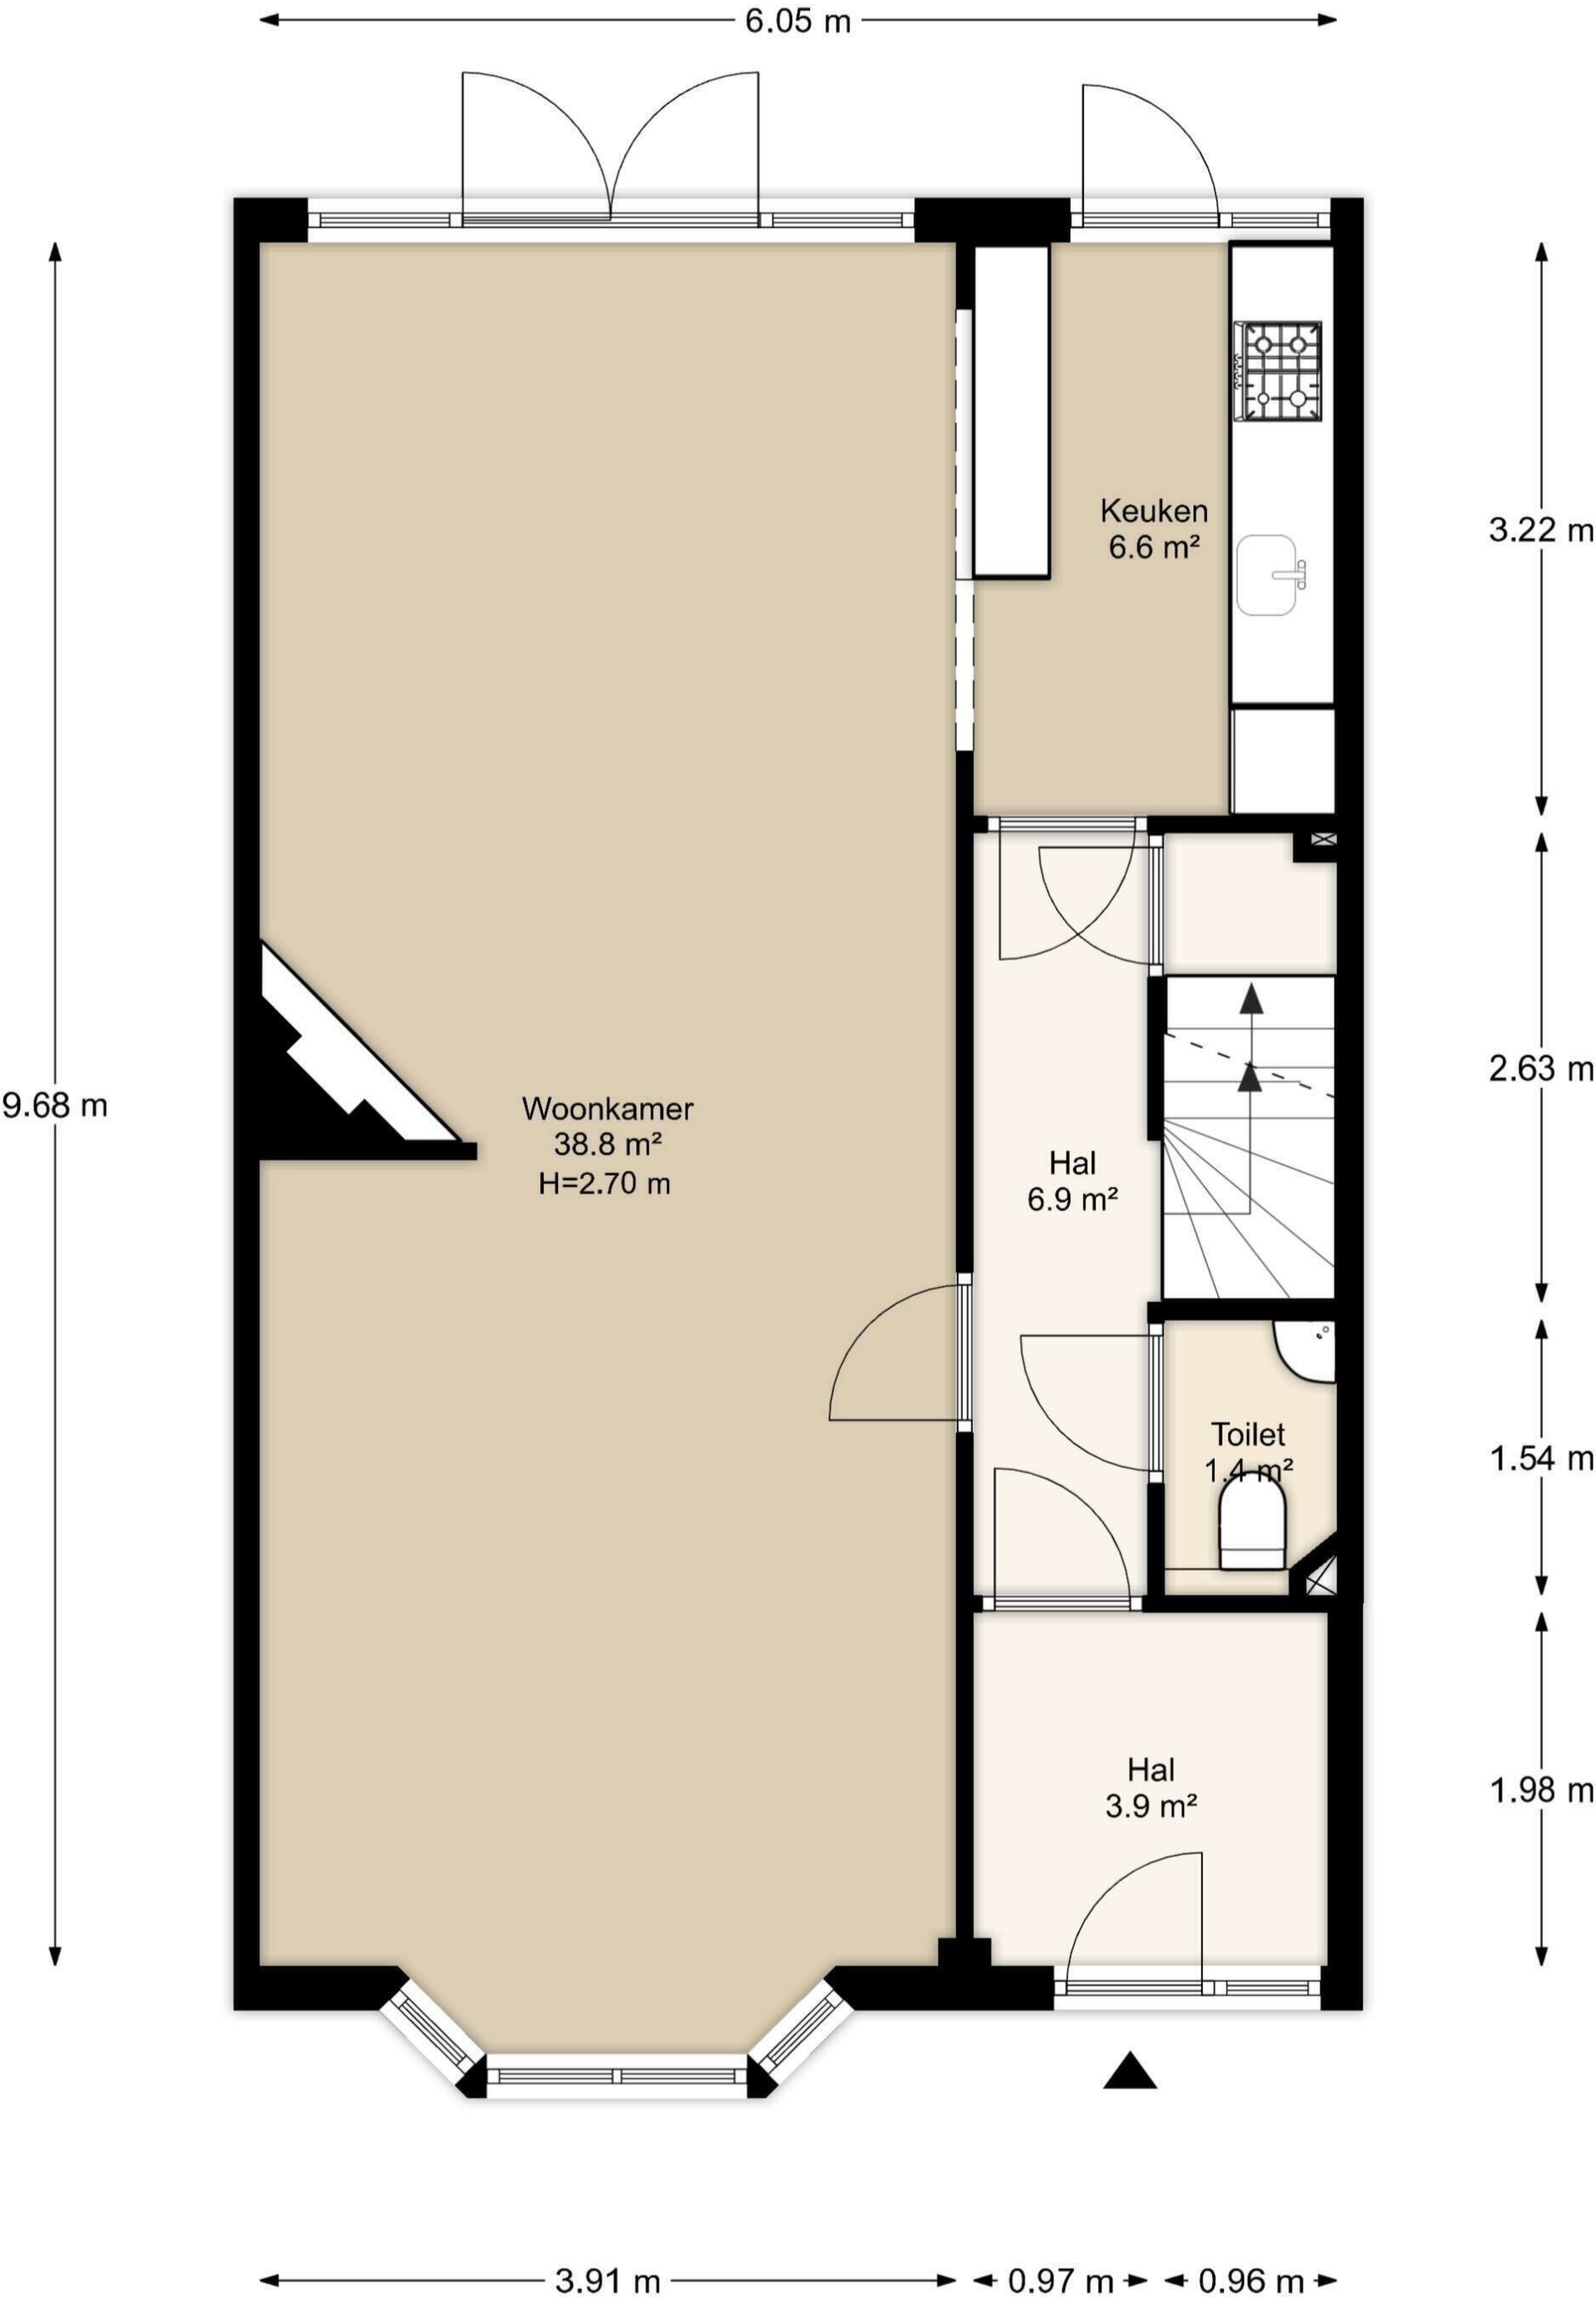 6.05 m
Keuken
6.6 m²
3.22 m
9.68 m
2.63 m
Woonkamer
38.8 m²
H=2.70 m
Hal
6.9 m²
Toilet
1.4 m²
1.54 m
Hal
3.9 m²
1.98 m
3.91 m
0.97 m
0.96 m